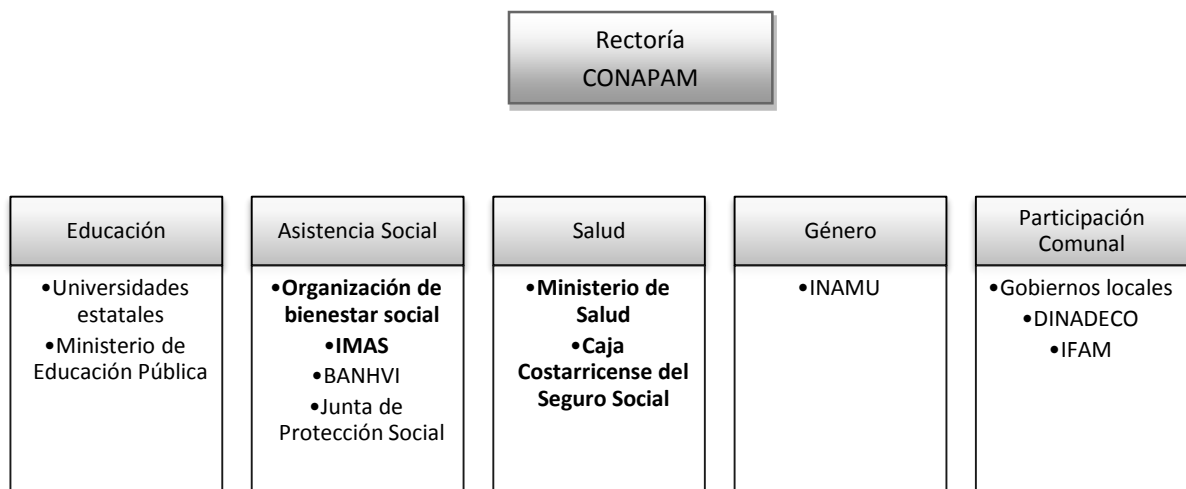 Rectoría
CONAPAM
Educación
•Universidades
estatales
•Ministerio de
Educación Pública
Asistencia Social
•Organización de
bienestar social
•IMAS
•BANHVI
•Junta de
Protección Social
Salud
•Ministerio de
Salud
•Caja
Costarricense del
Seguro Social
Género
•INAMU
Participación
Comunal
•Gobiernos locales
•DINADECO
•IFAM